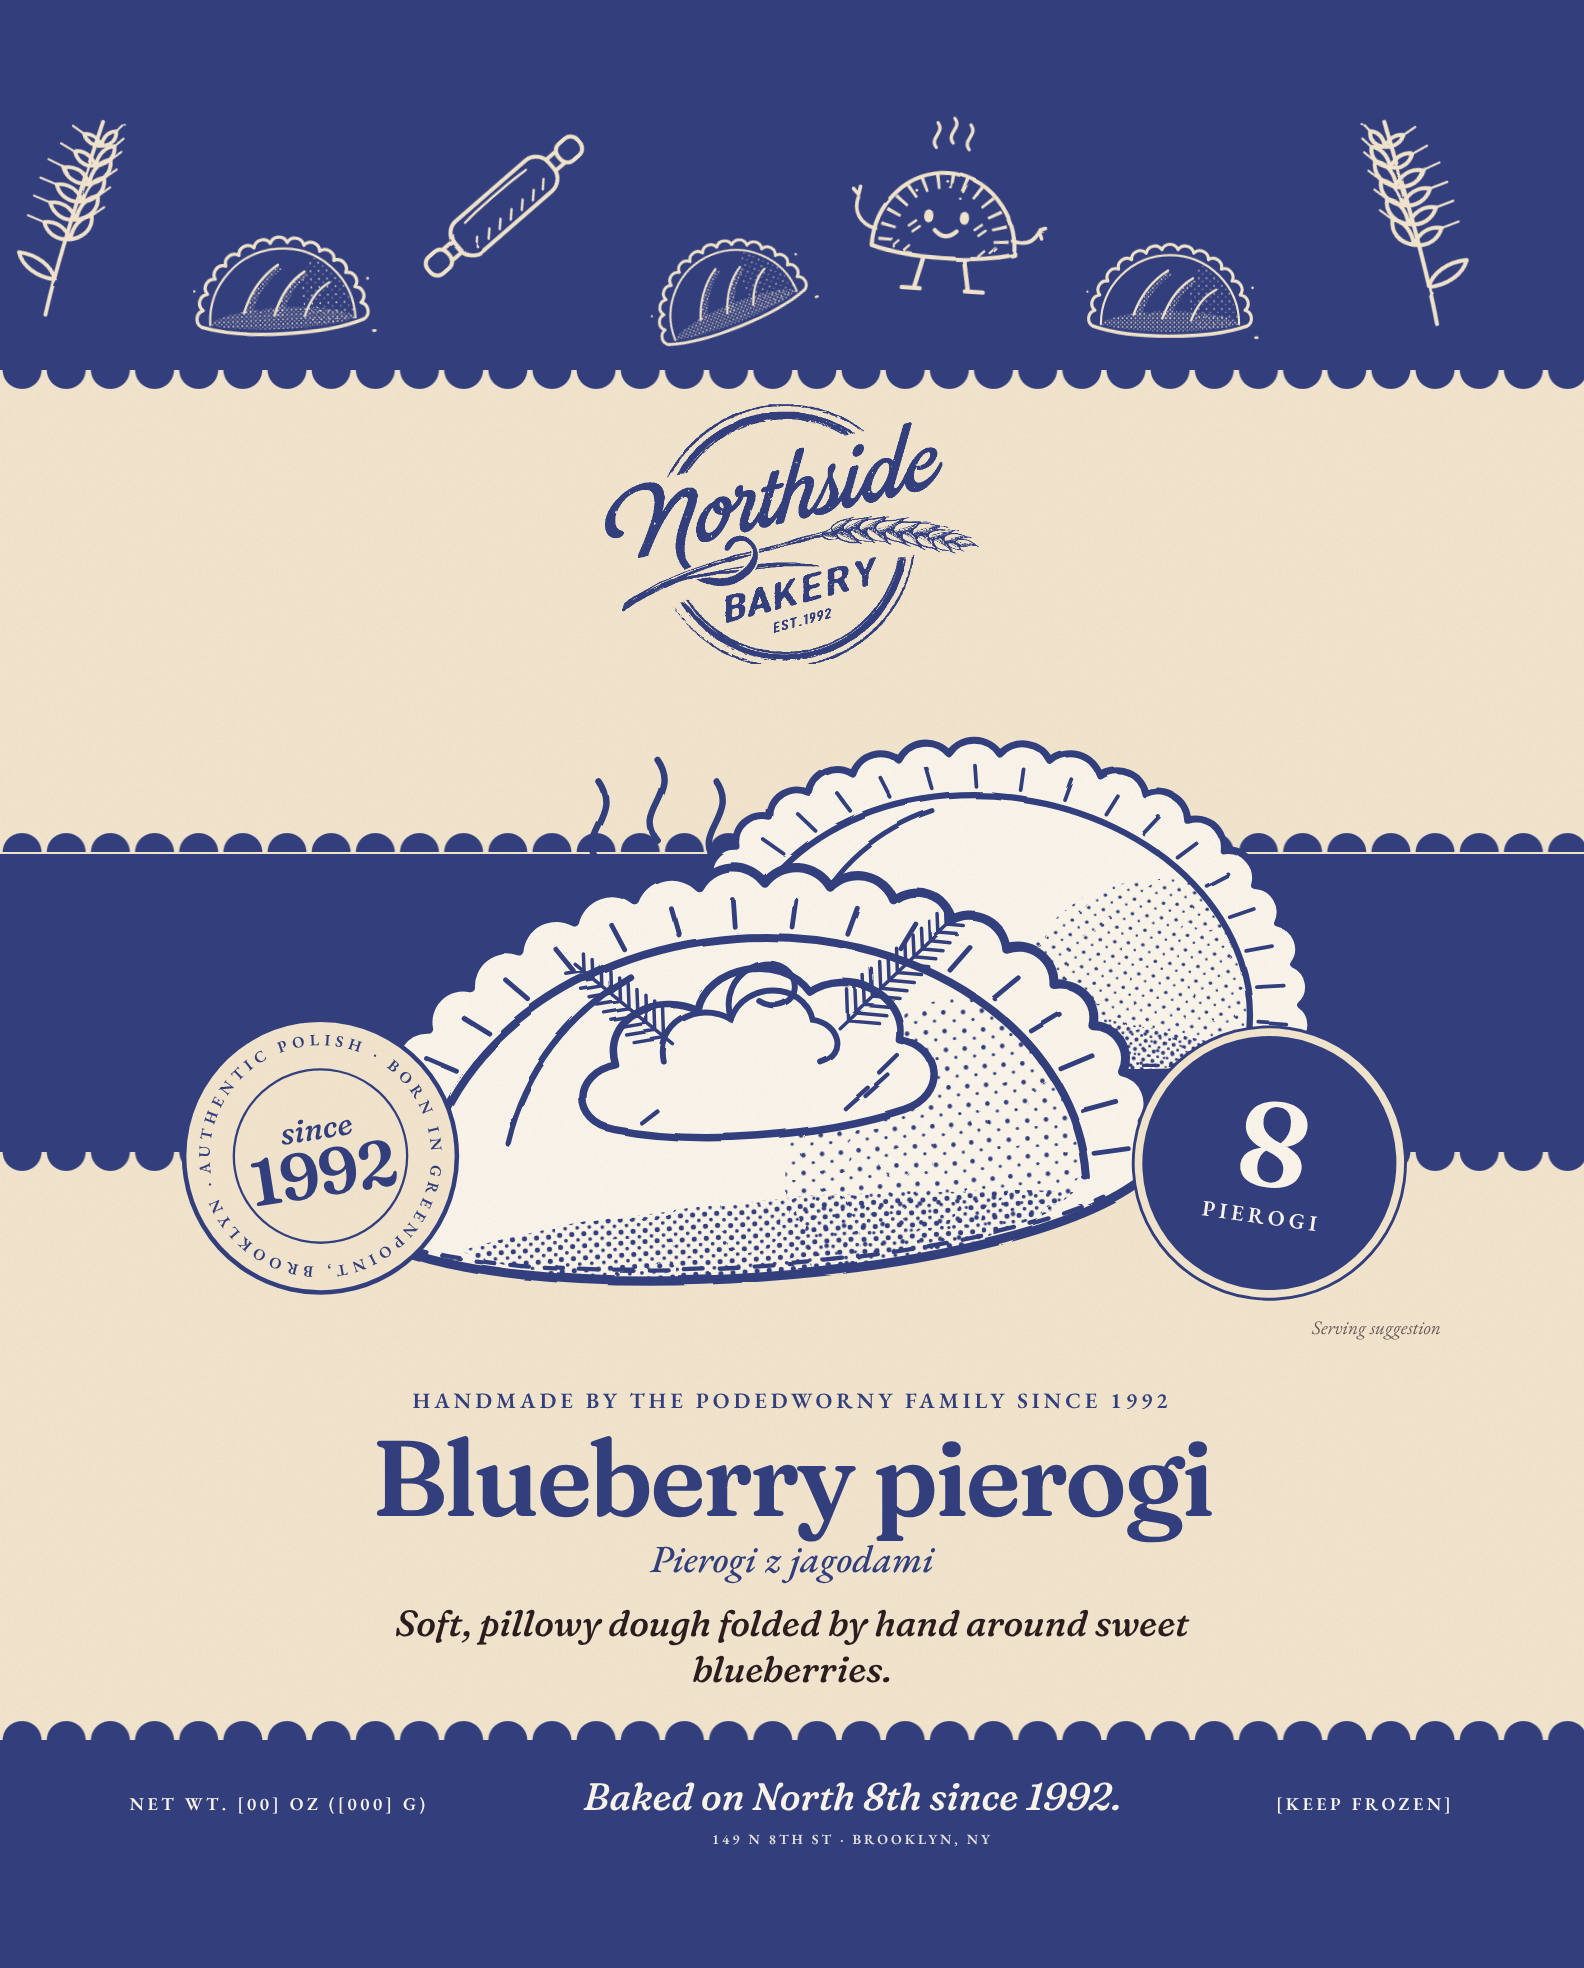 Northside
BAKERY
EST.1992
AUTHENTIC POLISH · BORN IN GREENPOINT, BROOKLYN ·
since
1992
8
PIEROGI
Serving suggestion
HANDMADE BY THE PODEDWORNY FAMILY SINCE 1992
Blueberry pierogi
Pierogi z jagodami
Soft, pillowy dough folded by hand around sweet
blueberries.
NET WT. [00] OZ ([000] G)
Baked on North 8th since 1992.
[KEEP FROZEN]
149 N 8TH ST · BROOKLYN, NY